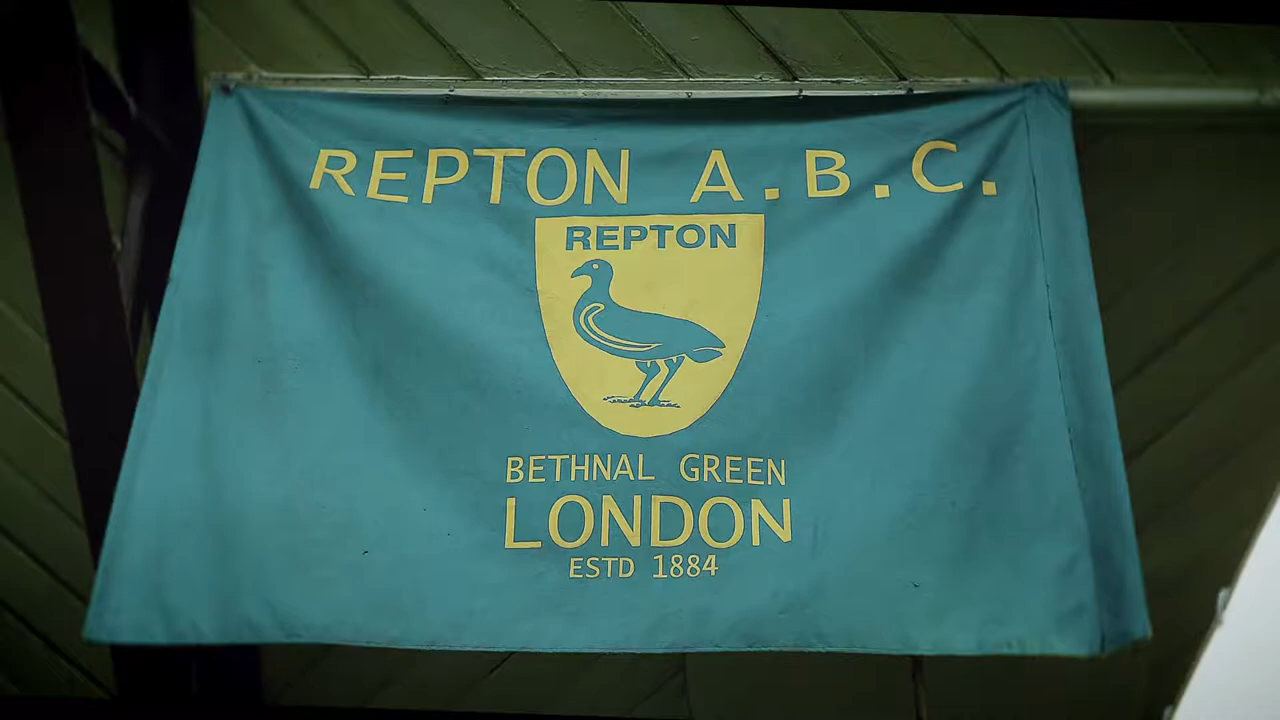 REPTON A.B.C.
REPTON
BETHNAL GREEN
LONDON
ESTD 1884